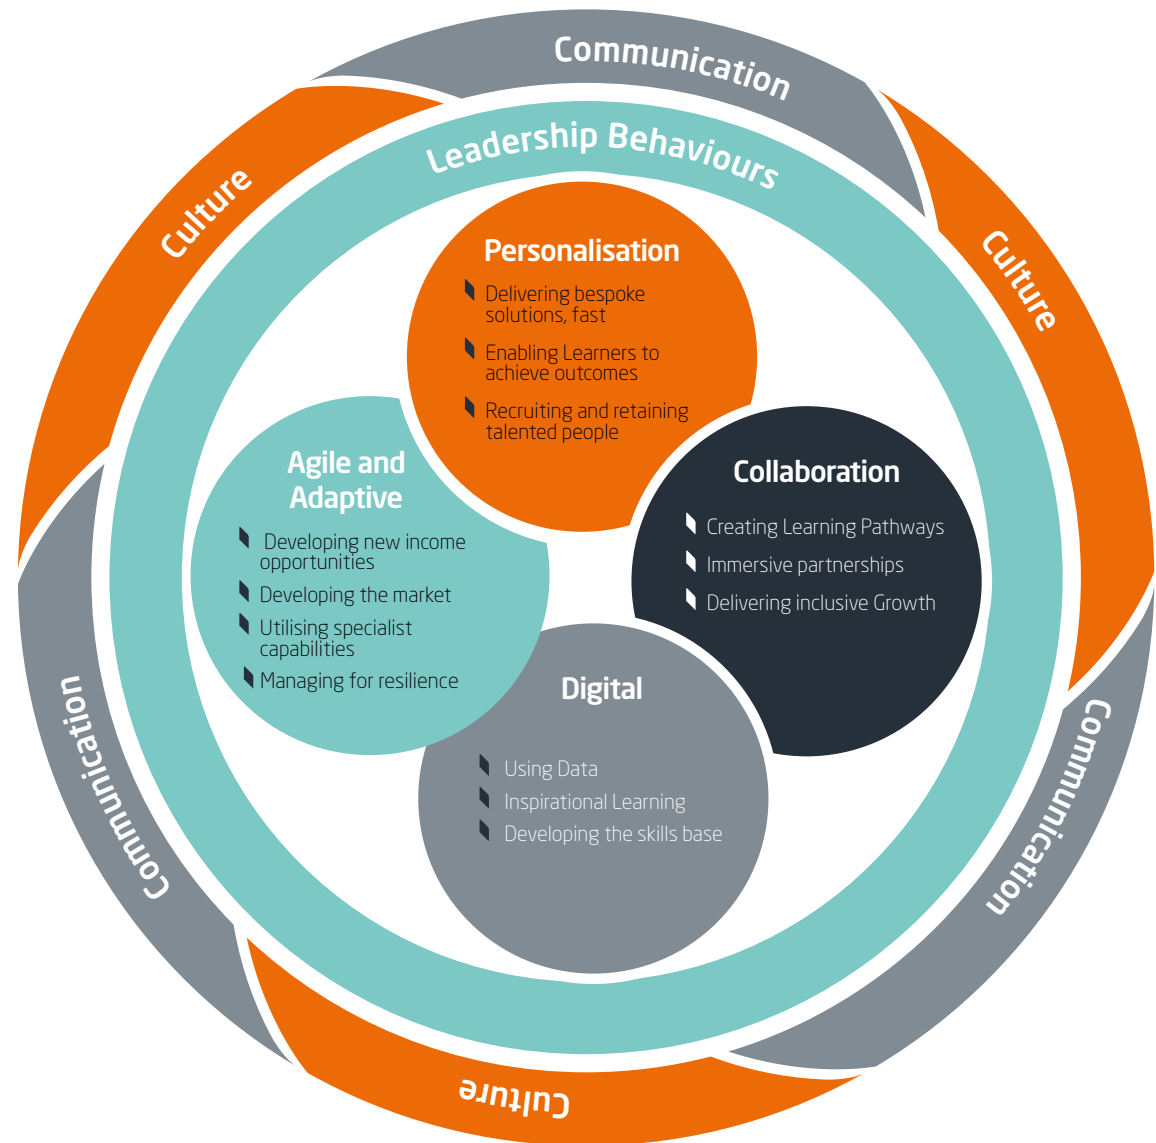 Communication
Leadership Behaviours
Culture
Culture
Personalisation
Delivering bespoke
solutions, fast
Enabling Learners to
achieve outcomes
Recruiting and retaining
talented people
Agile and
Adaptive
Developing new income
opportunities
Developing the market
Utilising specialist
capabilities
Managing for resilience
Collaboration
Creating Learning Pathways
Immersive partnerships
Delivering inclusive Growth
Digital
Using Data
Inspirational Learning
Developing the skills base
Communication
Communication
Culture